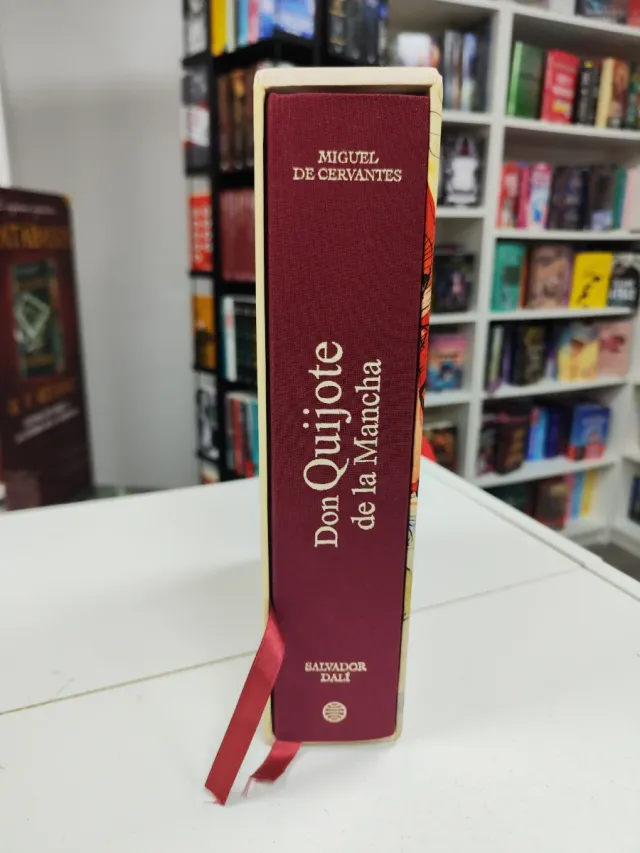 MIGUEL
DE CERVANTES
Don Quijote
de la Mancha
SALVADOR
DALÍ